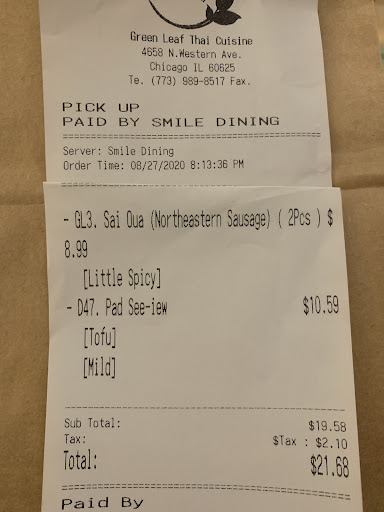 Green Leaf Thai Cuisine
4658 N.Western Ave.
Chicago IL 60625
Te. (773) 989-8517 Fax.
PICK UP
PAID BY SMILE DINING
Server: Smile Dining
Order Time: 08/27/2020 8:13:36 PM
- GL3. Sai Oua (Northeastern Sausage) ( 2Pcs ) $
8.99
[Little Spicy]
- D47. Pad See-iew $10.59
[Tofu]
[Mild]
Sub Total: $19.58
Tax: $Tax : $2.10
Total: $21.68
Paid By